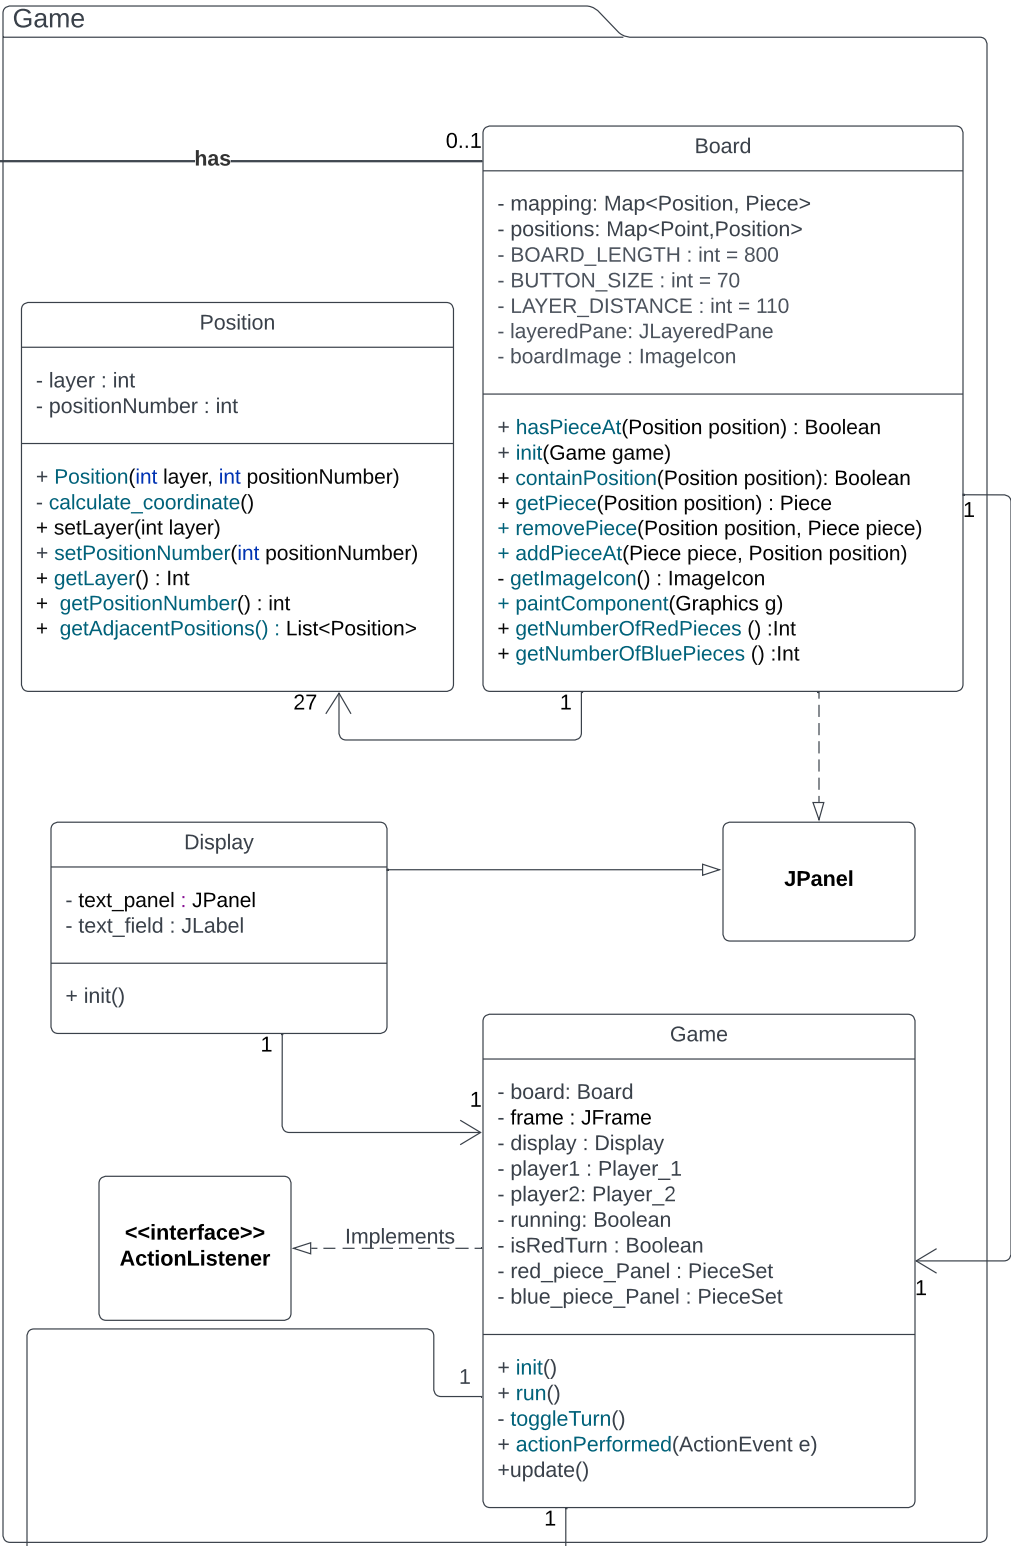 Game
has
0..1
Board
- mapping: Map<Position, Piece>
- positions: Map<Point,Position>
- BOARD_LENGTH : int = 800
- BUTTON_SIZE : int = 70
- LAYER_DISTANCE : int = 110
- layeredPane: JLayeredPane
- boardImage : ImageIcon
+ hasPieceAt(Position position) : Boolean
+ init(Game game)
+ containPosition(Position position): Boolean
+ getPiece(Position position) : Piece
+ removePiece(Position position, Piece piece)
+ addPieceAt(Piece piece, Position position)
- getImageIcon() : ImageIcon
+ paintComponent(Graphics g)
+ getNumberOfRedPieces () :Int
+ getNumberOfBluePieces () :Int
1
Position
- layer : int
- positionNumber : int
+ Position(int layer, int positionNumber)
- calculate_coordinate()
+ setLayer(int layer)
+ setPositionNumber(int positionNumber)
+ getLayer() : Int
+  getPositionNumber() : int
+  getAdjacentPositions() : List<Position>
27
1
Display
- text_panel : JPanel
- text_field : JLabel
+ init()
JPanel
1
1
Game
- board: Board
- frame : JFrame
- display : Display
- player1 : Player_1
- player2: Player_2
- running: Boolean
- isRedTurn : Boolean
- red_piece_Panel : PieceSet
- blue_piece_Panel : PieceSet
+ init()
+ run()
- toggleTurn()
+ actionPerformed(ActionEvent e)
+update()
<<interface>>
ActionListener
Implements
1
1
1